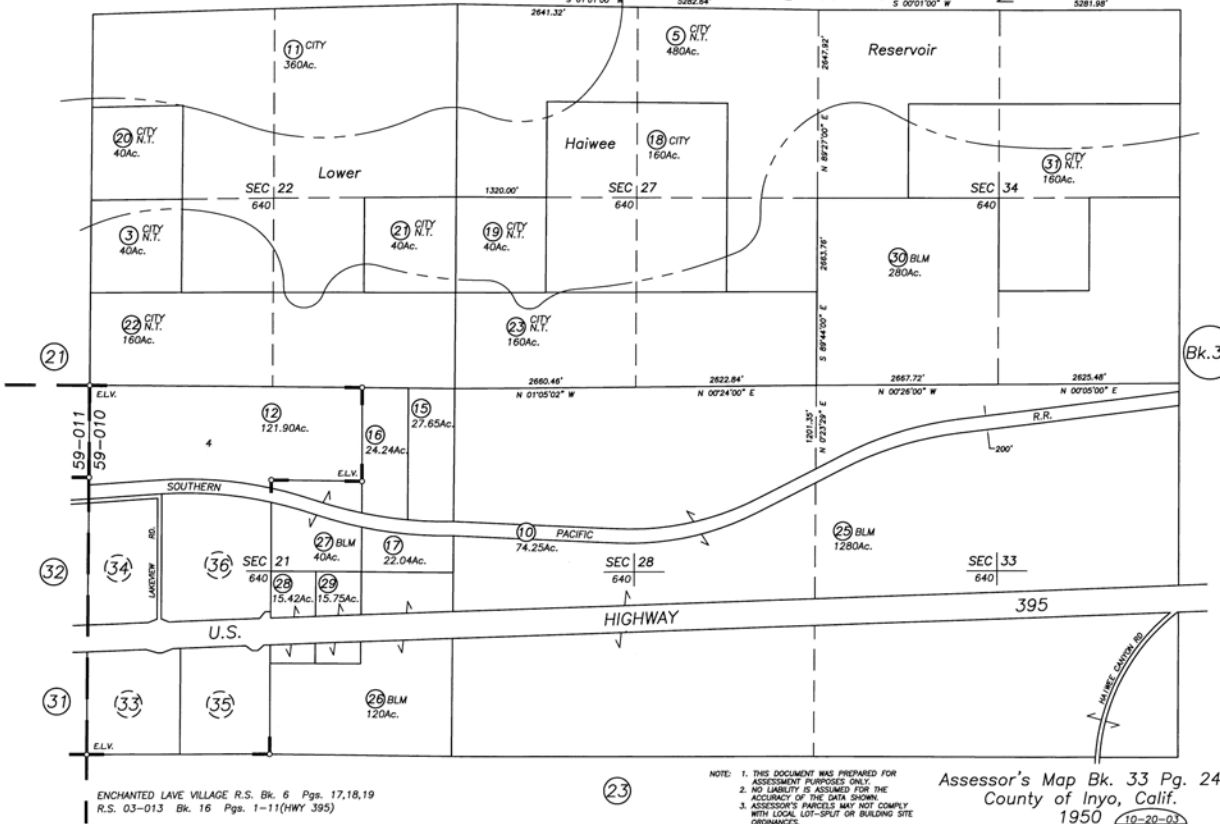 S 01°01'00" W
5282.84'
S 00°01'00" W
5281.98'
2641.32'
11 CITY
360Ac.
5 CITY
N.T.
480Ac.
Reservoir
2647.92'
N 89°27'00" E
20 CITY
N.T.
40Ac.
Lower
Haiwee
18 CITY
160Ac.
31 CITY
N.T.
160Ac.
SEC 22
640
1320.00'
SEC 27
640
SEC 34
640
3 CITY
N.T.
40Ac.
21 CITY
N.T.
40Ac.
19 CITY
N.T.
40Ac.
2663.76'
S 89°44'00" E
30 BLM
280Ac.
22 CITY
N.T.
160Ac.
23 CITY
N.T.
160Ac.
21
Bk.3
E.L.V.
2660.46'
N 01°05'02" W
2622.84'
N 00°24'00" E
2667.72'
N 00°26'00" W
2625.48'
N 00°05'00" E
59-011
59-010
12
121.90Ac.
4
16
24.24Ac.
15
27.65Ac.
1201.35'
N 0°23'29" E
R.R.
200'
E.L.V.
SOUTHERN
10
74.25Ac.
PACIFIC
25 BLM
1280Ac.
32
34
LAKEVIEW RD.
36
SEC 21
640
27 BLM
40Ac.
17
22.04Ac.
28
15.42Ac.
29
15.75Ac.
SEC 28
640
SEC 33
640
U.S.
HIGHWAY
395
HAIWEE CANYON RD
31
33
35
26 BLM
120Ac.
E.L.V.
23
ENCHANTED LAVE VILLAGE R.S. Bk. 6 Pgs. 17,18,19
R.S. 03-013 Bk. 16 Pgs. 1-11(HWY 395)
NOTE: 1. THIS DOCUMENT WAS PREPARED FOR
ASSESSMENT PURPOSES ONLY.
2. NO LIABILITY IS ASSUMED FOR THE
ACCURACY OF THE DATA SHOWN.
3. ASSESSOR'S PARCELS MAY NOT COMPLY
WITH LOCAL LOT-SPLIT OR BUILDING SITE
ORDINANCES.
Assessor's Map Bk. 33 Pg. 24
County of Inyo, Calif.
1950 10-20-03